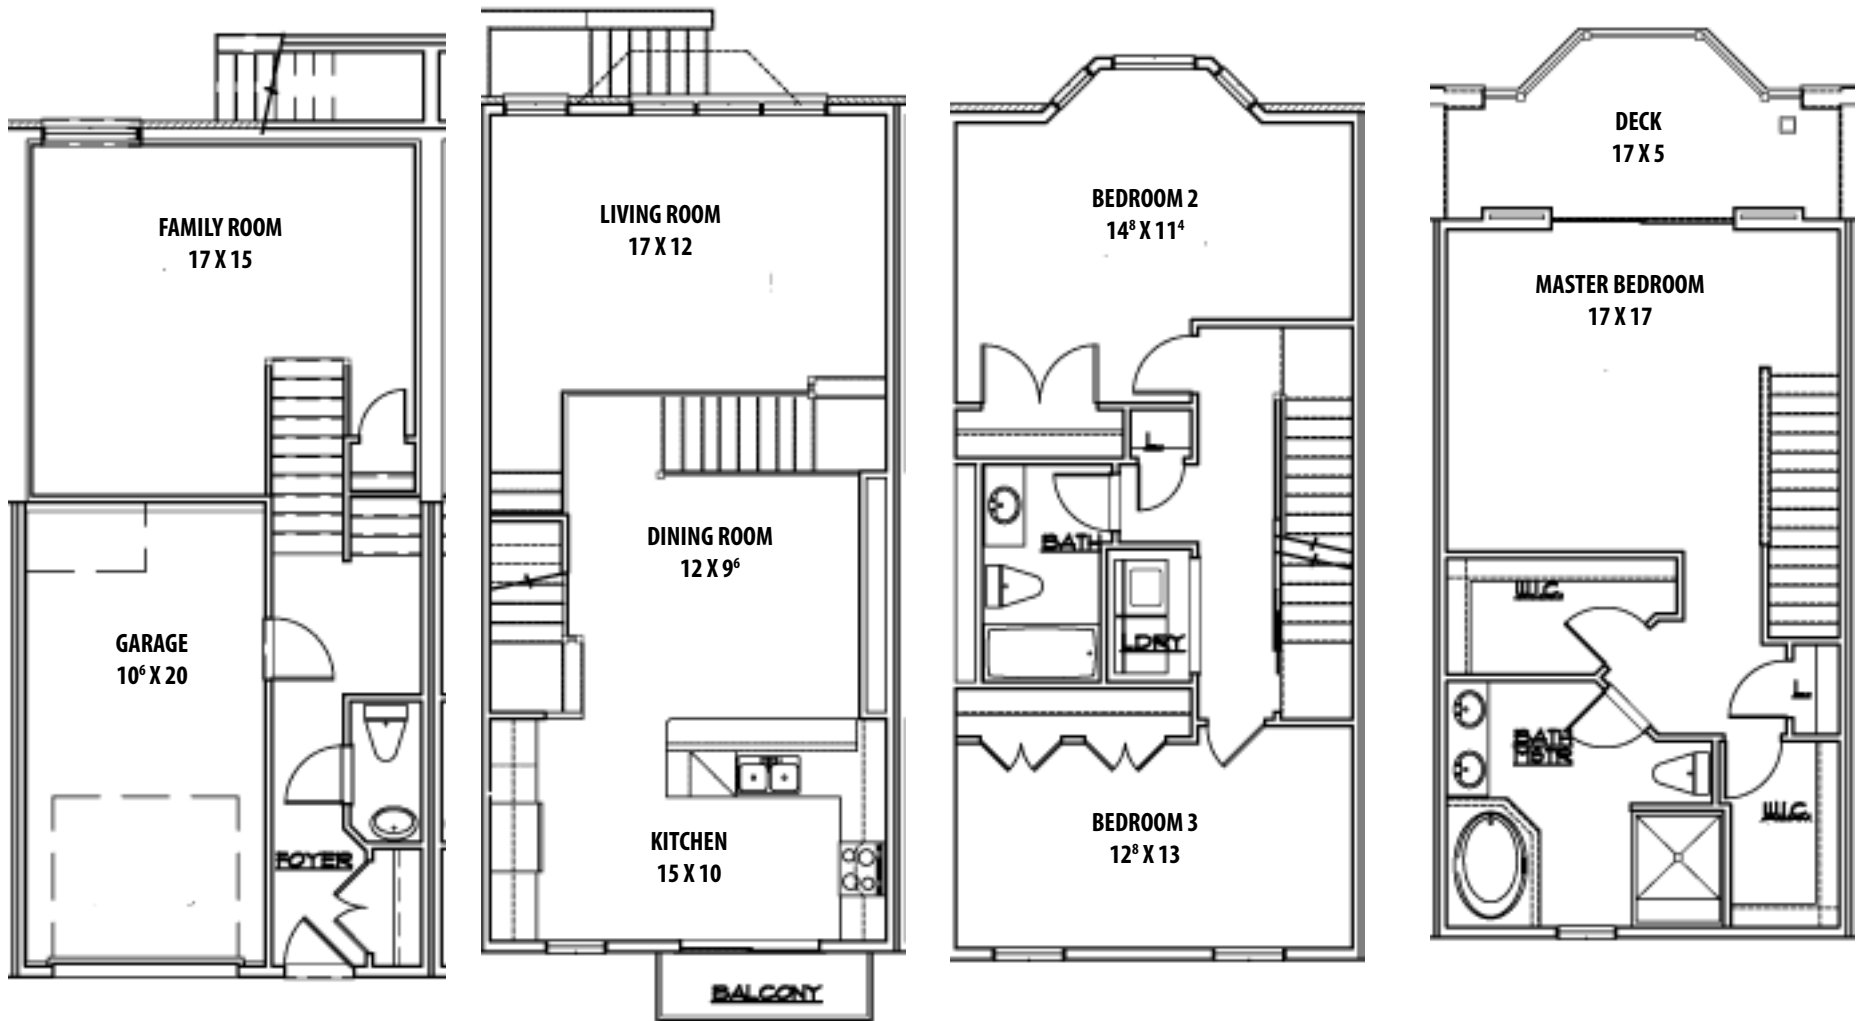 FAMILY ROOM
17 X 15
GARAGE
10⁶ X 20
FOYER
LIVING ROOM
17 X 12
DINING ROOM
12 X 9⁶
KITCHEN
15 X 10
BALCONY
BEDROOM 2
14⁸ X 11⁴
L
BATH
LDRY
BEDROOM 3
12⁸ X 13
DECK
17 X 5
MASTER BEDROOM
17 X 17
W.I.C.
L
BATH
MSTR
W.I.C.